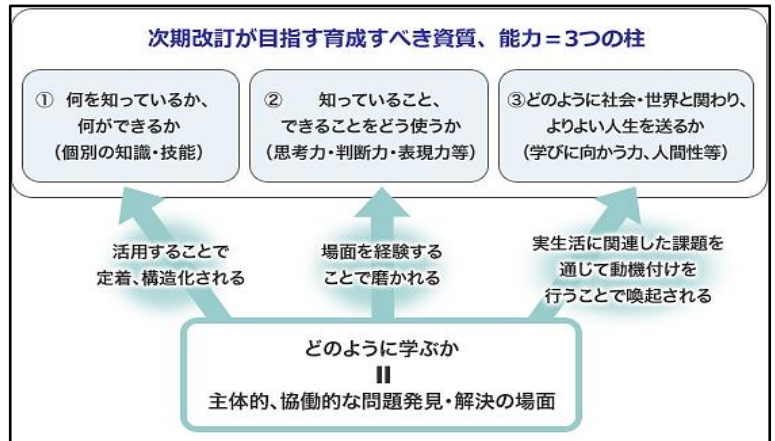 次期改訂が目指す育成すべき資質、能力=3つの柱
① 何を知っているか、
何ができるか
(個別の知識・技能)
② 知っていること、
できることをどう使うか
(思考力・判断力・表現力等)
③どのように社会・世界と関わり、
よりよい人生を送るか
(学びに向かう力、人間性等)
活用することで
定着、構造化される
場面を経験する
ことで磨かれる
実生活に関連した課題を
通じて動機付けを
行うことで喚起される
どのように学ぶか
=
主体的、協働的な問題発見・解決の場面